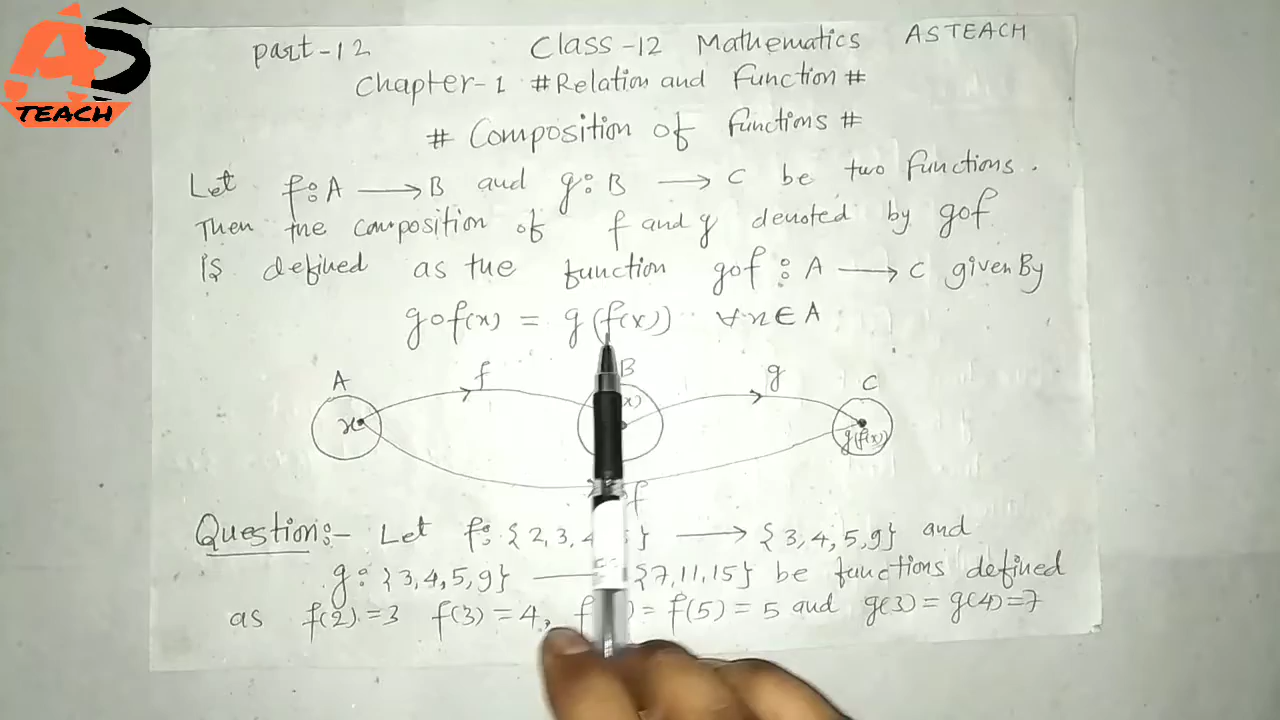 AS
TEACH
part-12 Class-12 Mathematics ASTEACH
Chapter-1 #Relation and Function#
# Composition of functions #
Let f: A → B and g: B → C be two functions.
Then the composition of f and g denoted by gof
is defined as the function gof : A → C given By
gof(x) = g(f(x)) ∀ x ∈ A
A f B g C
x x) g(f(x))
f
Question:- Let f: {2,3,4 } → {3,4,5,9} and
g: {3,4,5,9} {7,11,15} be functions defined
as f(2)=3 f(3)=4, f ) = f(5) = 5 and g(3) = g(4)=7